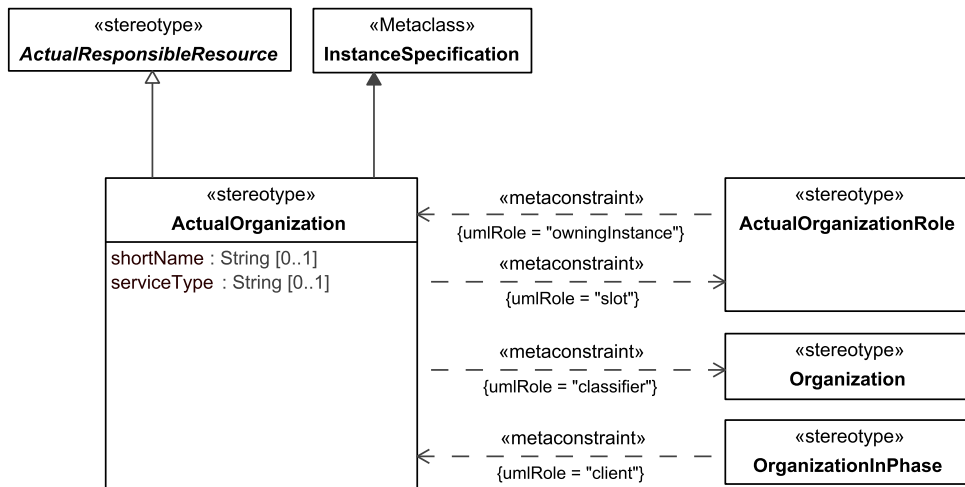 «stereotype»
ActualResponsibleResource
«Metaclass»
InstanceSpecification
«stereotype»
ActualOrganization
shortName : String [0..1]
serviceType : String [0..1]
«metaconstraint»
{umlRole = "owningInstance"}
«metaconstraint»
{umlRole = "slot"}
«stereotype»
ActualOrganizationRole
«metaconstraint»
{umlRole = "classifier"}
«stereotype»
Organization
«metaconstraint»
{umlRole = "client"}
«stereotype»
OrganizationInPhase